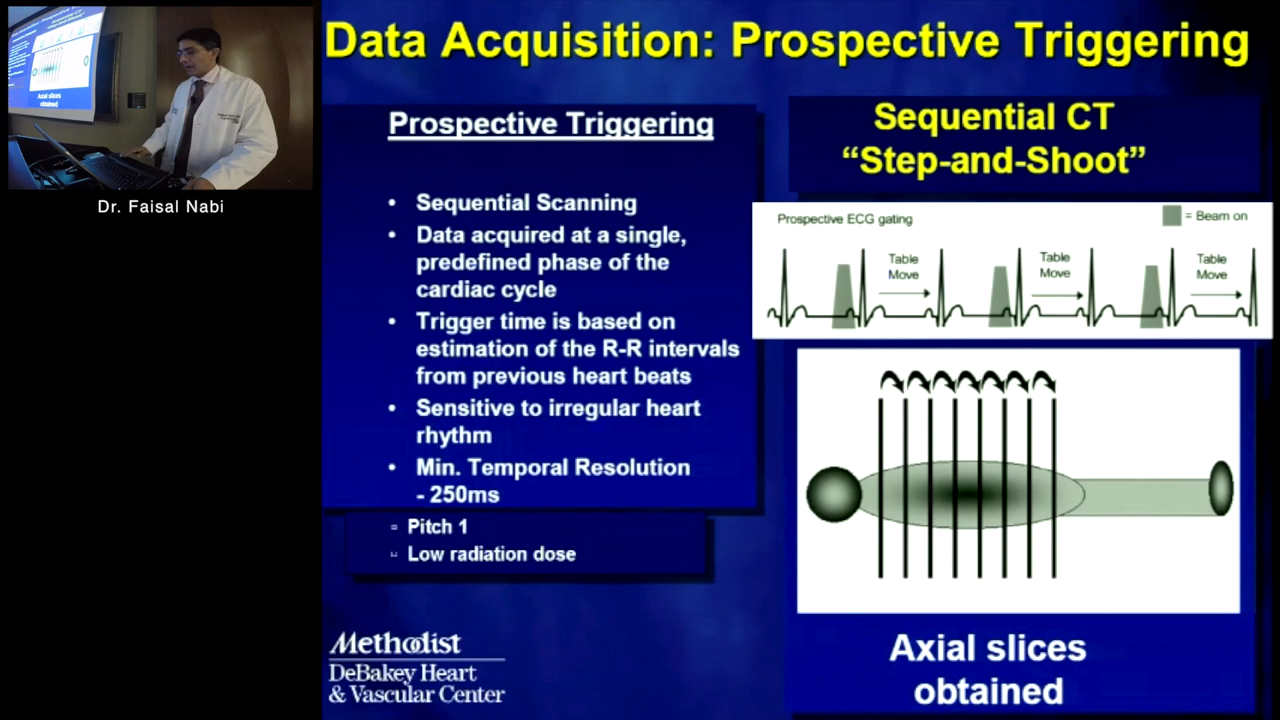 Data Acquisition: Prospective Triggering
Axial slices
obtained
Dr. Faisal Nabi
Prospective Triggering
• Sequential Scanning
• Data acquired at a single,
predefined phase of the
cardiac cycle
• Trigger time is based on
estimation of the R-R intervals
from previous heart beats
• Sensitive to irregular heart
rhythm
• Min. Temporal Resolution
- 250ms
Pitch 1
Low radiation dose
Methodist
DeBakey Heart
& Vascular Center
Sequential CT
“Step-and-Shoot”
Prospective ECG gating
= Beam on
Table
Move
Table
Move
Table
Move
Axial slices
obtained